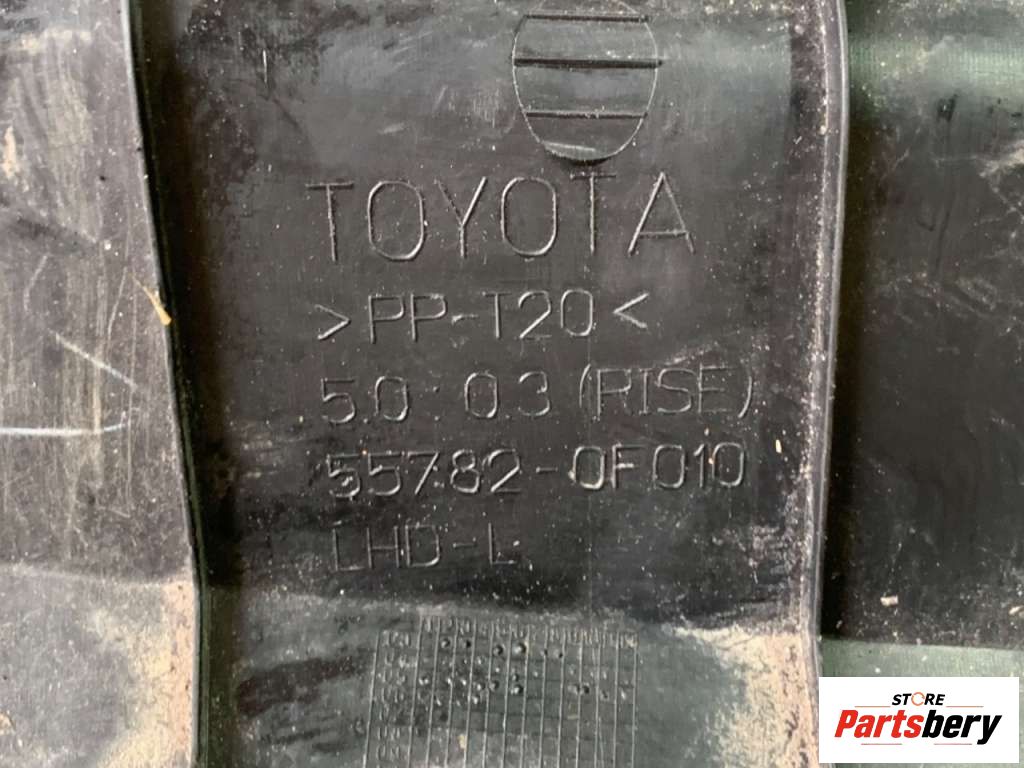 TOYOTA
>PP-T20<
5.0:0.3 (RISE)
55782-0F010
LHD-L
STORE
Partsbery